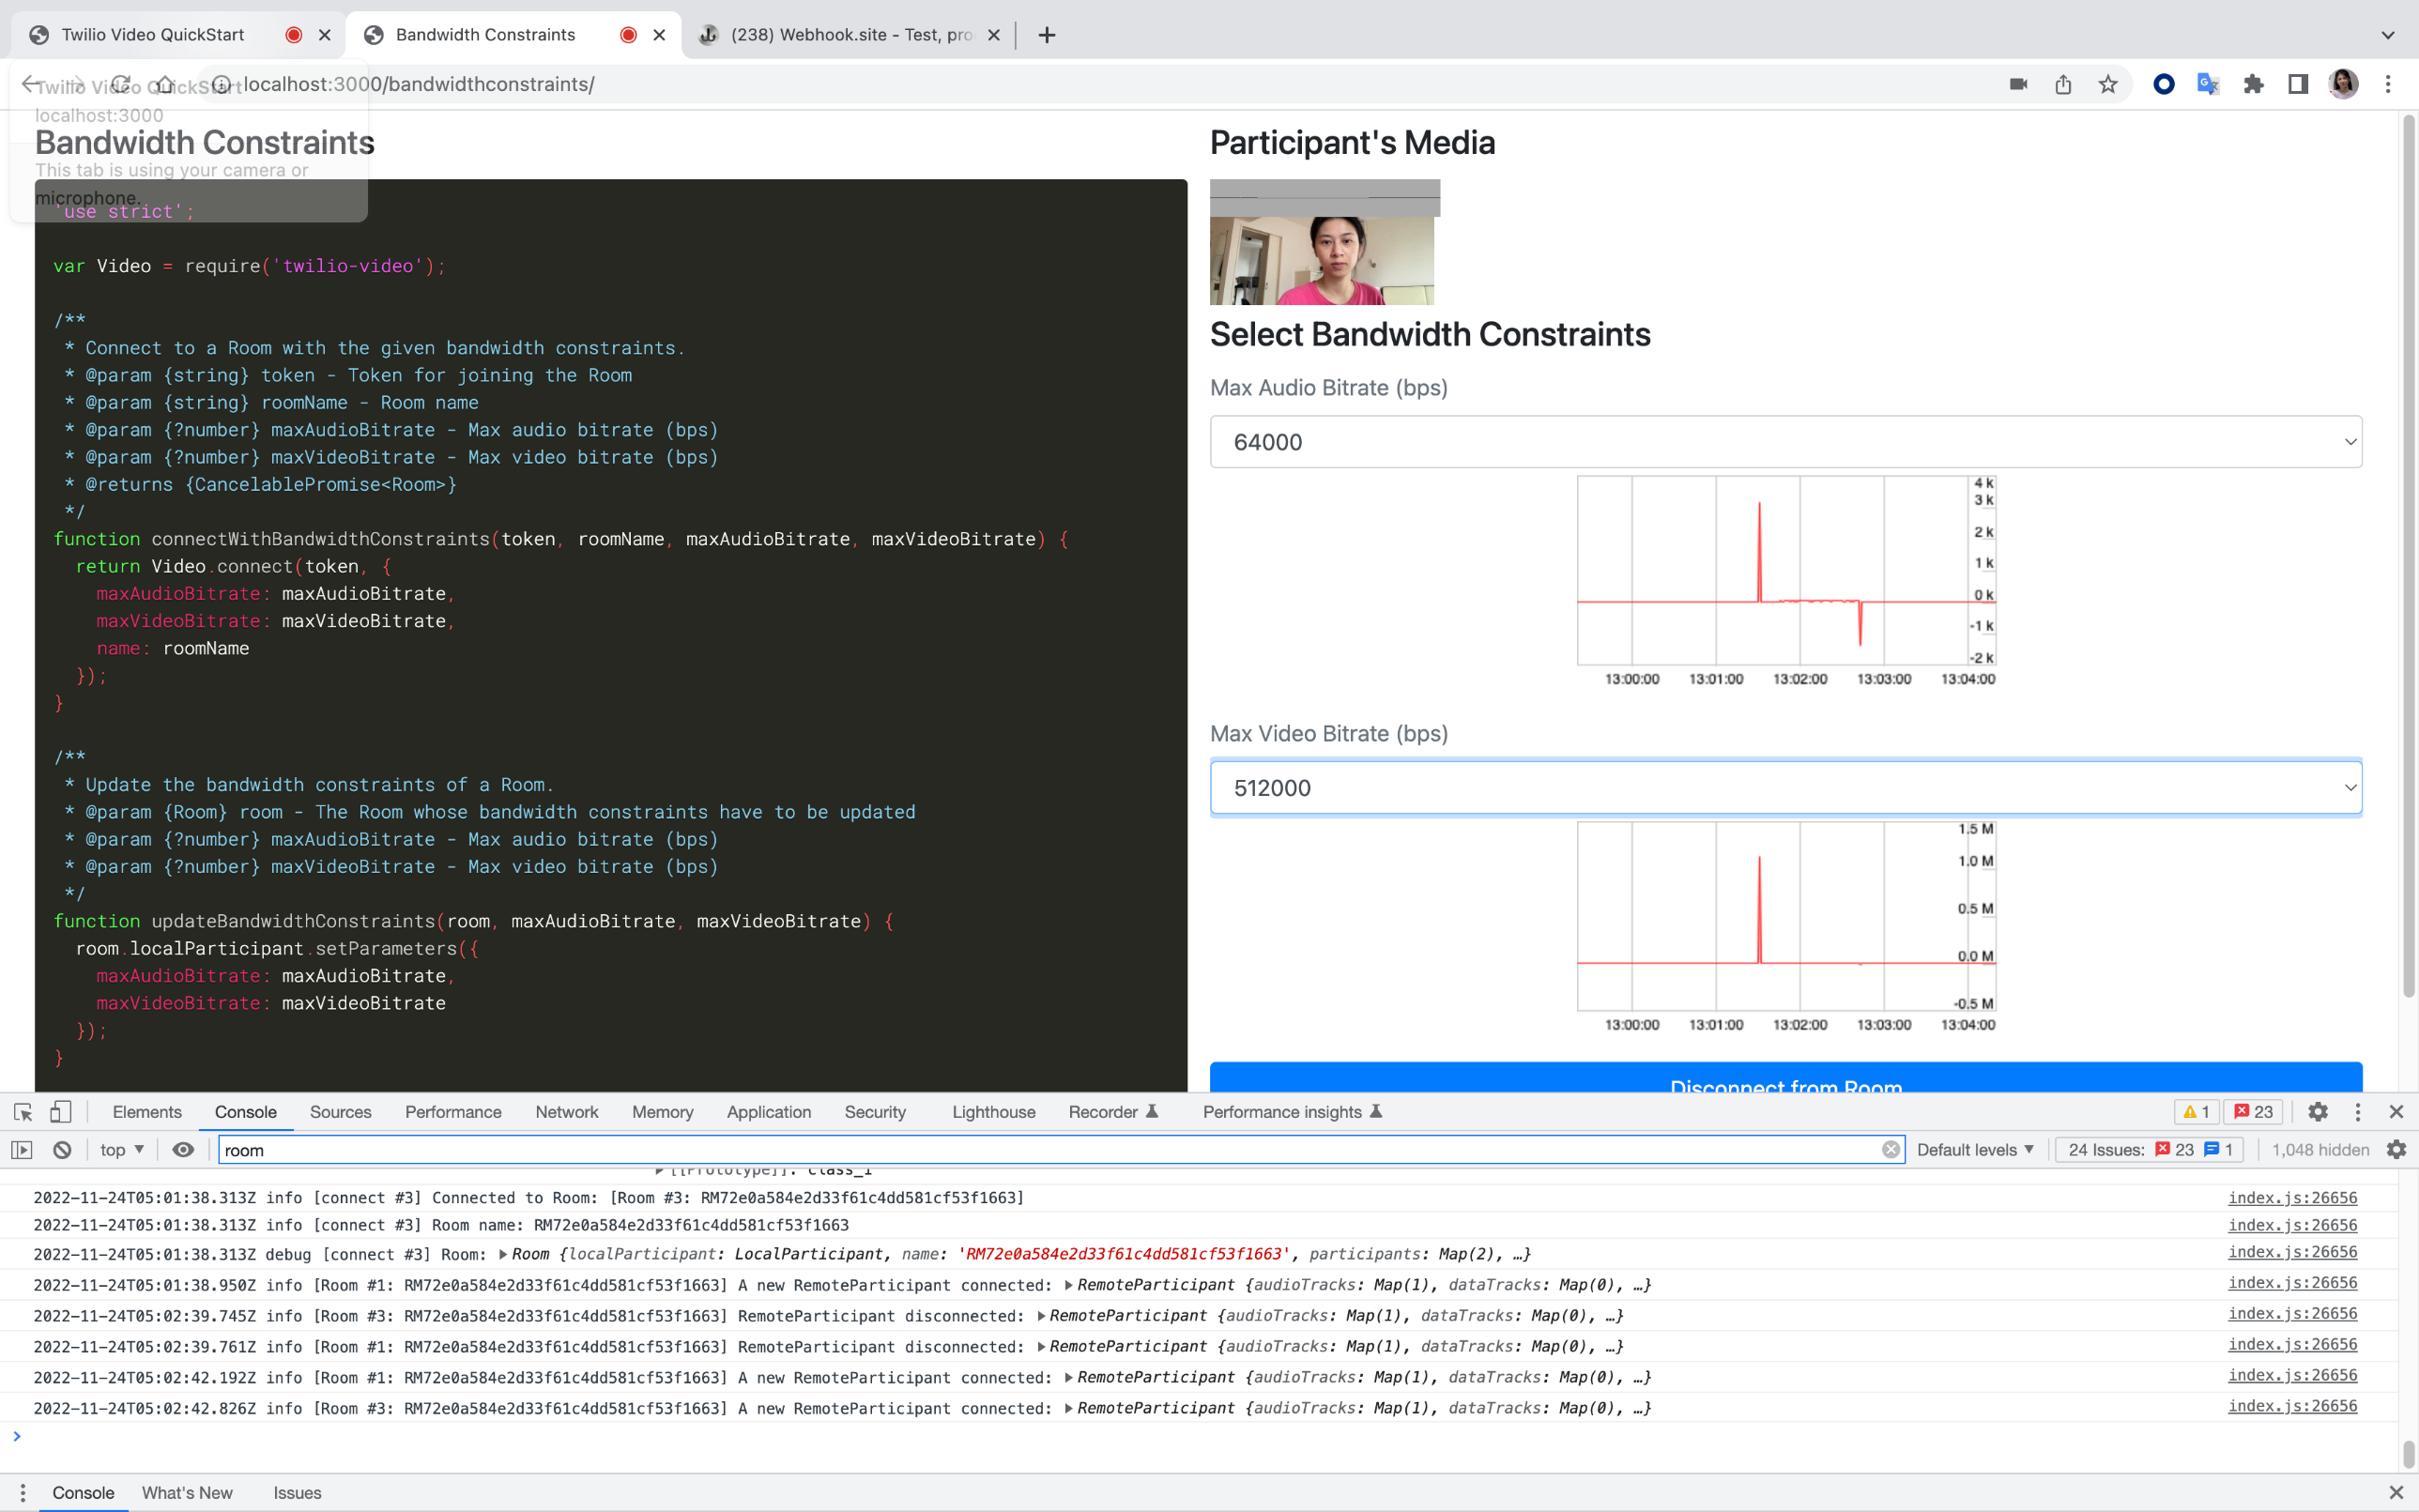 Twilio Video QuickStart
Bandwidth Constraints
(238) Webhook.site - Test, pro
localhost:3000/bandwidthconstraints/
Twilio Video QuickStart
localhost:3000
This tab is using your camera or
microphone.
Bandwidth Constraints
'use strict';
var Video = require('twilio-video');
/**
* Connect to a Room with the given bandwidth constraints.
* @param {string} token - Token for joining the Room
* @param {string} roomName - Room name
* @param {?number} maxAudioBitrate - Max audio bitrate (bps)
* @param {?number} maxVideoBitrate - Max video bitrate (bps)
* @returns {CancelablePromise<Room>}
*/
function connectWithBandwidthConstraints(token, roomName, maxAudioBitrate, maxVideoBitrate) {
return Video.connect(token, {
maxAudioBitrate: maxAudioBitrate,
maxVideoBitrate: maxVideoBitrate,
name: roomName
});
}
/**
* Update the bandwidth constraints of a Room.
* @param {Room} room - The Room whose bandwidth constraints have to be updated
* @param {?number} maxAudioBitrate - Max audio bitrate (bps)
* @param {?number} maxVideoBitrate - Max video bitrate (bps)
*/
function updateBandwidthConstraints(room, maxAudioBitrate, maxVideoBitrate) {
room.localParticipant.setParameters({
maxAudioBitrate: maxAudioBitrate,
maxVideoBitrate: maxVideoBitrate
});
}
Participant's Media
Select Bandwidth Constraints
Max Audio Bitrate (bps)
64000
4 k
3 k
2 k
1 k
0 k
-1 k
-2 k
13:00:00 13:01:00 13:02:00 13:03:00 13:04:00
Max Video Bitrate (bps)
512000
1.5 M
1.0 M
0.5 M
0.0 M
-0.5 M
13:00:00 13:01:00 13:02:00 13:03:00 13:04:00
Disconnect from Room
Elements Console Sources Performance Network Memory Application Security Lighthouse Recorder Performance insights 1 23
top room Default levels 24 Issues: 23 1 1,048 hidden
[[Prototype]]: class_1
2022-11-24T05:01:38.313Z info [connect #3] Connected to Room: [Room #3: RM72e0a584e2d33f61c4dd581cf53f1663] index.js:26656
2022-11-24T05:01:38.313Z info [connect #3] Room name: RM72e0a584e2d33f61c4dd581cf53f1663 index.js:26656
2022-11-24T05:01:38.313Z debug [connect #3] Room: Room {localParticipant: LocalParticipant, name: 'RM72e0a584e2d33f61c4dd581cf53f1663', participants: Map(2), …} index.js:26656
2022-11-24T05:01:38.950Z info [Room #1: RM72e0a584e2d33f61c4dd581cf53f1663] A new RemoteParticipant connected: RemoteParticipant {audioTracks: Map(1), dataTracks: Map(0), …} index.js:26656
2022-11-24T05:02:39.745Z info [Room #3: RM72e0a584e2d33f61c4dd581cf53f1663] RemoteParticipant disconnected: RemoteParticipant {audioTracks: Map(1), dataTracks: Map(0), …} index.js:26656
2022-11-24T05:02:39.761Z info [Room #1: RM72e0a584e2d33f61c4dd581cf53f1663] RemoteParticipant disconnected: RemoteParticipant {audioTracks: Map(1), dataTracks: Map(0), …} index.js:26656
2022-11-24T05:02:42.192Z info [Room #1: RM72e0a584e2d33f61c4dd581cf53f1663] A new RemoteParticipant connected: RemoteParticipant {audioTracks: Map(1), dataTracks: Map(0), …} index.js:26656
2022-11-24T05:02:42.826Z info [Room #3: RM72e0a584e2d33f61c4dd581cf53f1663] A new RemoteParticipant connected: RemoteParticipant {audioTracks: Map(1), dataTracks: Map(0), …} index.js:26656
Console What's New Issues